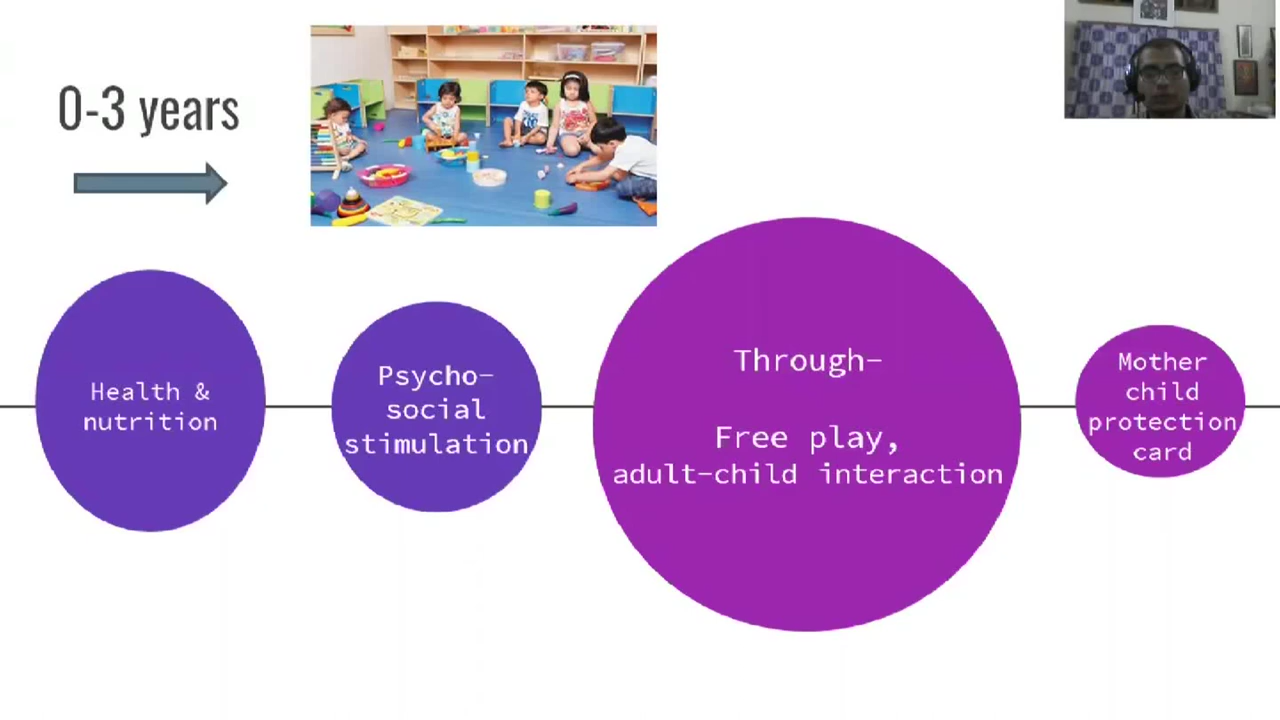 0-3 years
Health &
nutrition
Psycho-
social
stimulation
Through-
Free play,
adult-child interaction
Mother
child
protection
card